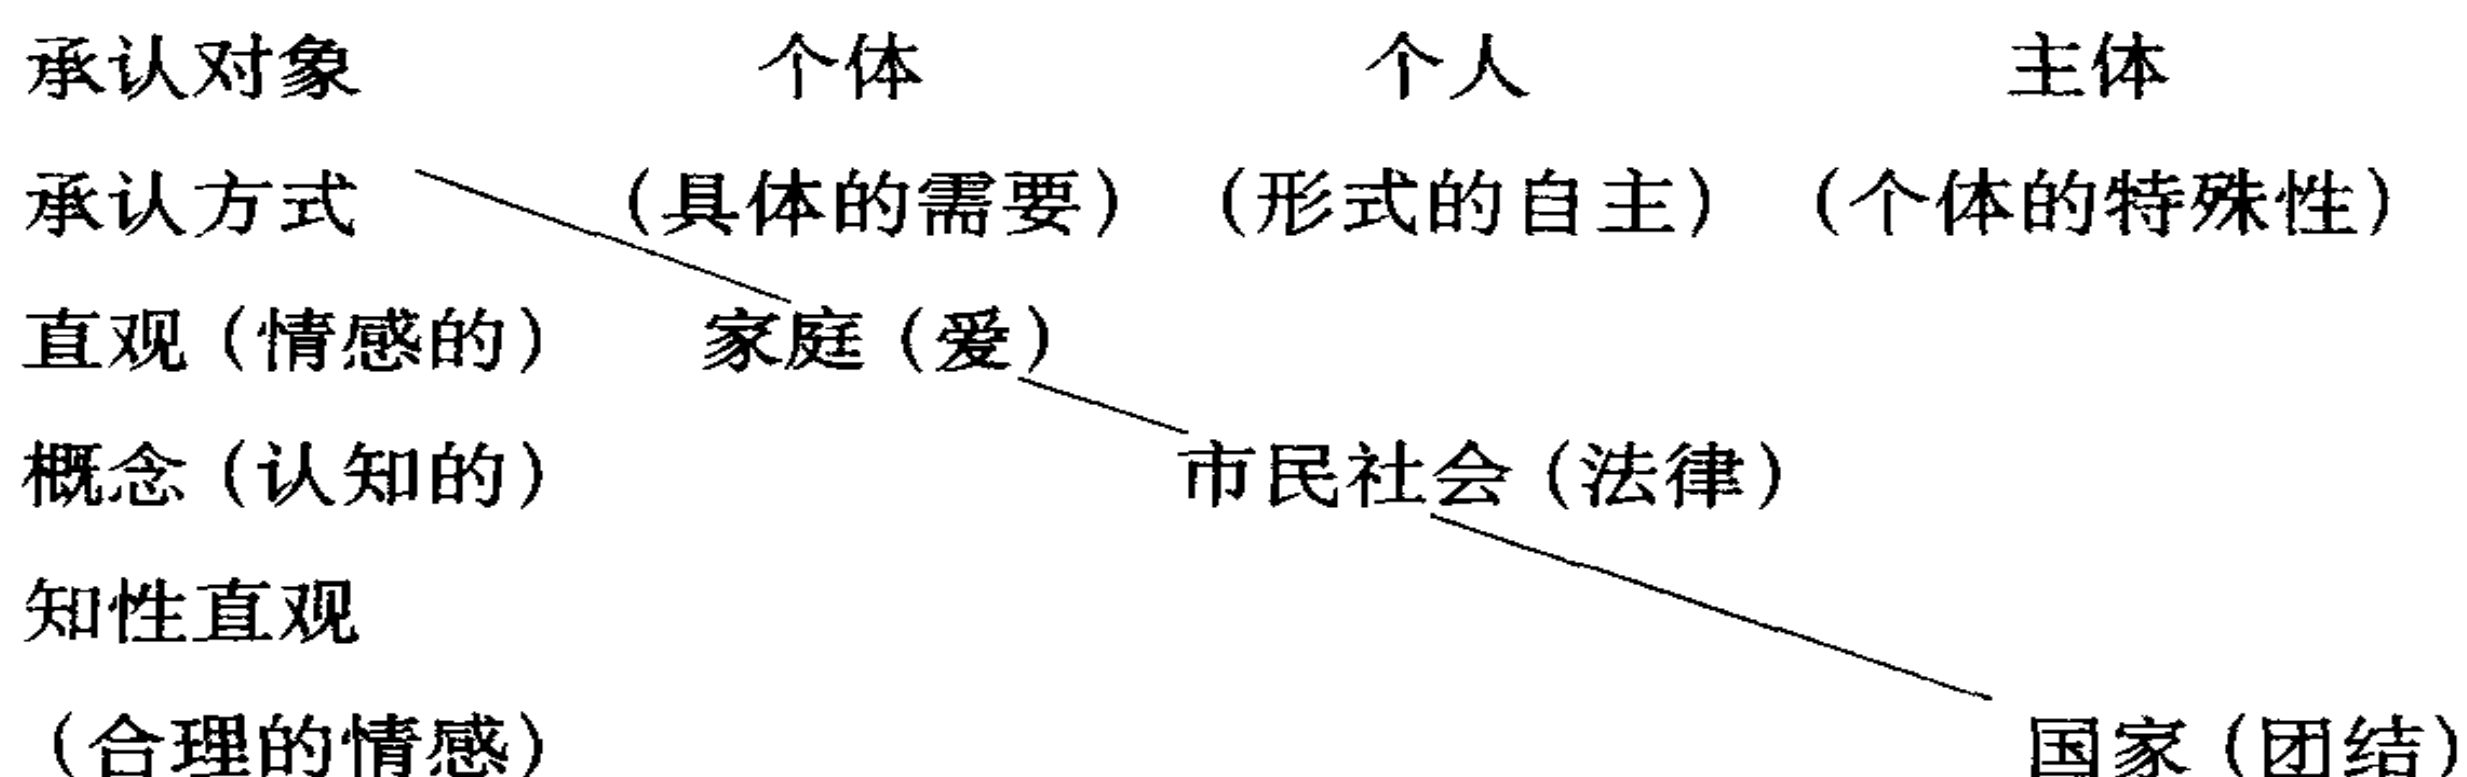 承认对象 个体 个人 主体
承认方式 （具体的需要） （形式的自主） （个体的特殊性）
直观（情感的） 家庭（爱）
概念（认知的） 市民社会（法律）
知性直观
（合理的情感） 国家（团结）